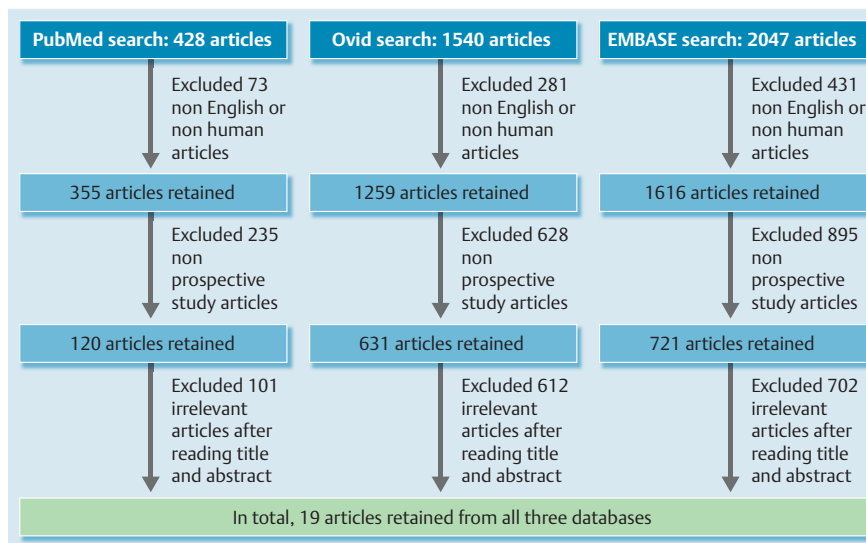 PubMed search: 428 articles
Excluded 73
non English or
non human
articles
355 articles retained
Excluded 235
non
prospective
study articles
120 articles retained
Excluded 101
irrelevant
articles after
reading title
and abstract
Ovid search: 1540 articles
Excluded 281
non English or
non human
articles
1259 articles retained
Excluded 628
non
prospective
study articles
631 articles retained
Excluded 612
irrelevant
articles after
reading title
and abstract
EMBASE search: 2047 articles
Excluded 431
non English or
non human
articles
1616 articles retained
Excluded 895
non
prospective
study articles
721 articles retained
Excluded 702
irrelevant
articles after
reading title
and abstract
In total, 19 articles retained from all three databases